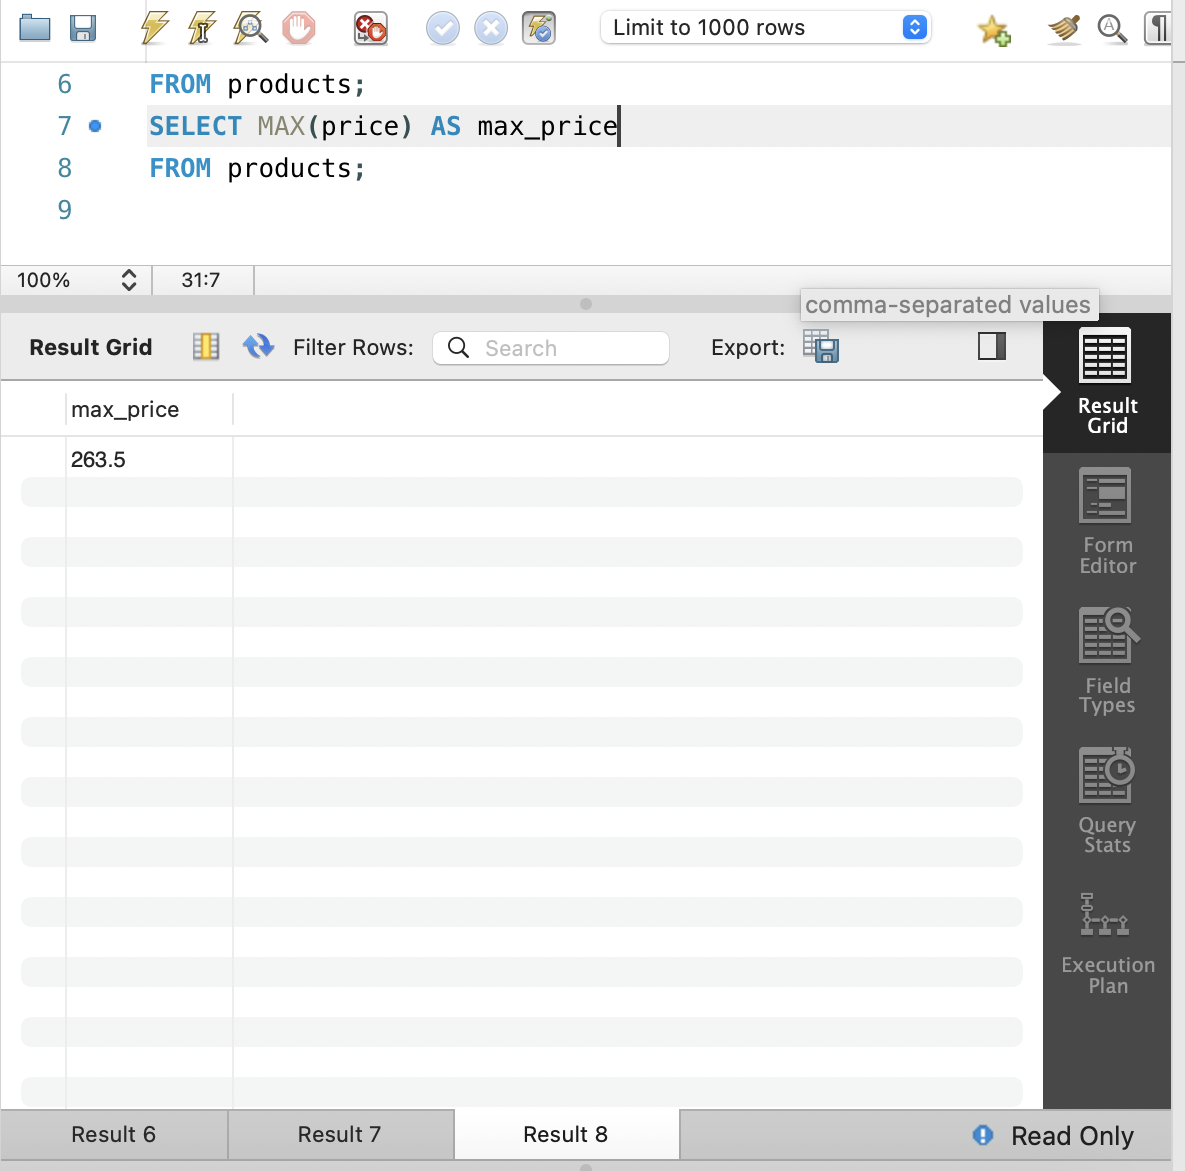 Limit to 1000 rows
6 FROM products;
7 SELECT MAX(price) AS max_price
8 FROM products;
9
100% 31:7
comma-separated values
Result Grid Filter Rows: Search Export:
max_price
263.5
Result
Grid
Form
Editor
Field
Types
Query
Stats
Execution
Plan
Result 6 Result 7 Result 8 Read Only